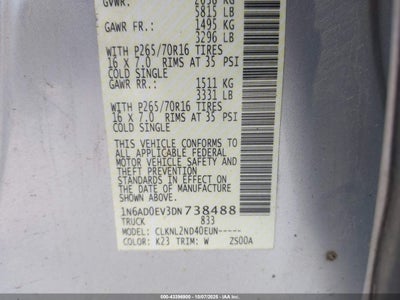 GVWR: 2638 KG
5815 LB
GAWR FR.: 1495 KG
3296 LB
WITH P265/70R16 TIRES
16 X 7.0 RIMS AT 35 PSI
COLD SINGLE
GAWR RR.: 1511 KG
3331 LB
WITH P265/70R16 TIRES
16 X 7.0 RIMS AT 35 PSI
COLD SINGLE
THIS VEHICLE CONFORMS
TO ALL APPLICABLE FEDERAL
MOTOR VEHICLE SAFETY AND
THEFT PREVENTION STANDARDS
IN EFFECT ON THE
DATE OF MANUFACTURE
SHOWN ABOVE.
1N6AD0EV3DN738488
TRUCK 833
MODEL: CLKNL2ND40EUN-----
COLOR: K23 TRIM: W ZS00A